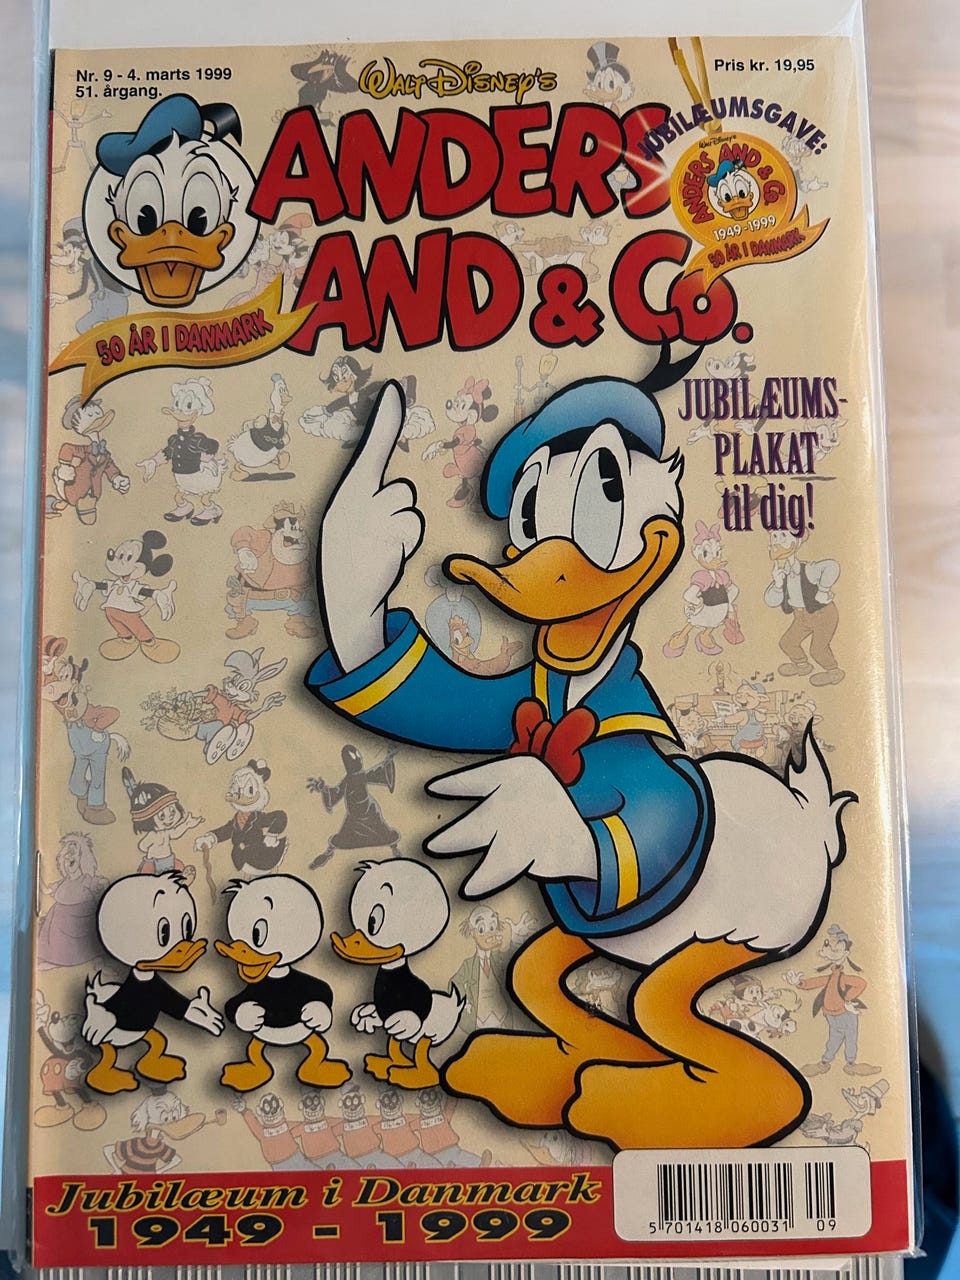 Nr. 9 - 4. marts 1999
51. årgang.
WALT DISNEY'S
Pris kr. 19,95
ANDERS
AND & CO.
50 ÅR I DANMARK
JUBILÆUMSGAVE:
WALT DISNEY'S
ANDERS AND & CO.
1949-1999
50 ÅR I DANMARK
JUBILÆUMS-
PLAKAT
til dig!
Jubilæum i Danmark
1949 - 1999
5 701418 060031 09